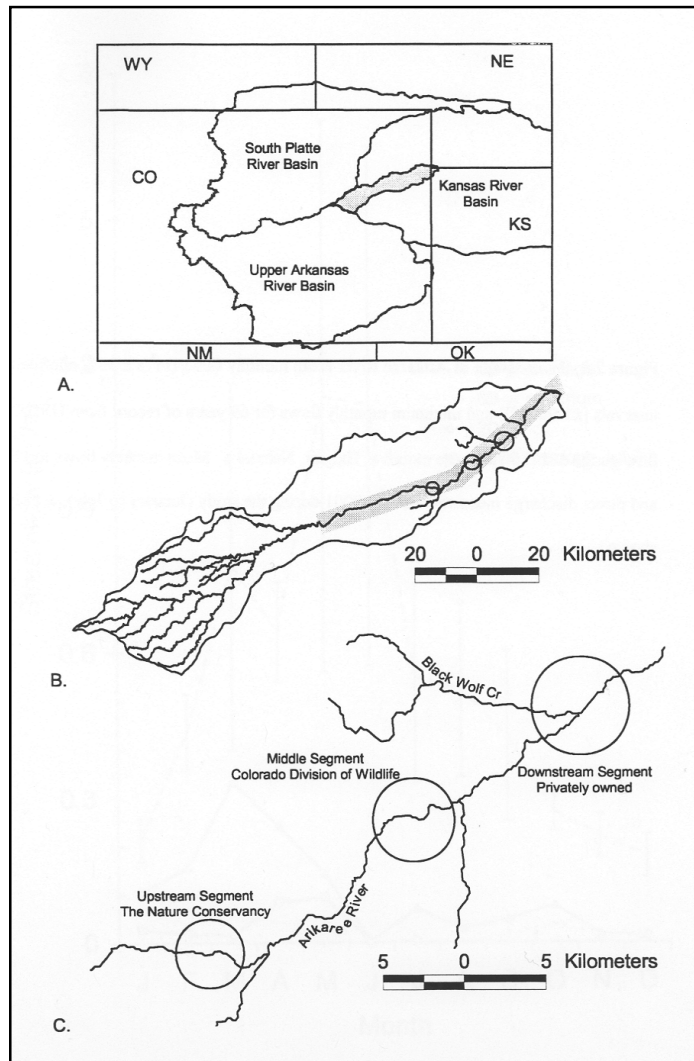 WY
NE
South Platte
River Basin
CO
Kansas River
Basin
KS
Upper Arkansas
River Basin
NM
OK
A.
20 0 20 Kilometers
B.
Black Wolf Cr
Middle Segment
Colorado Division of Wildlife
Downstream Segment
Privately owned
Upstream Segment
The Nature Conservancy
Arikaree River
5 0 5 Kilometers
C.